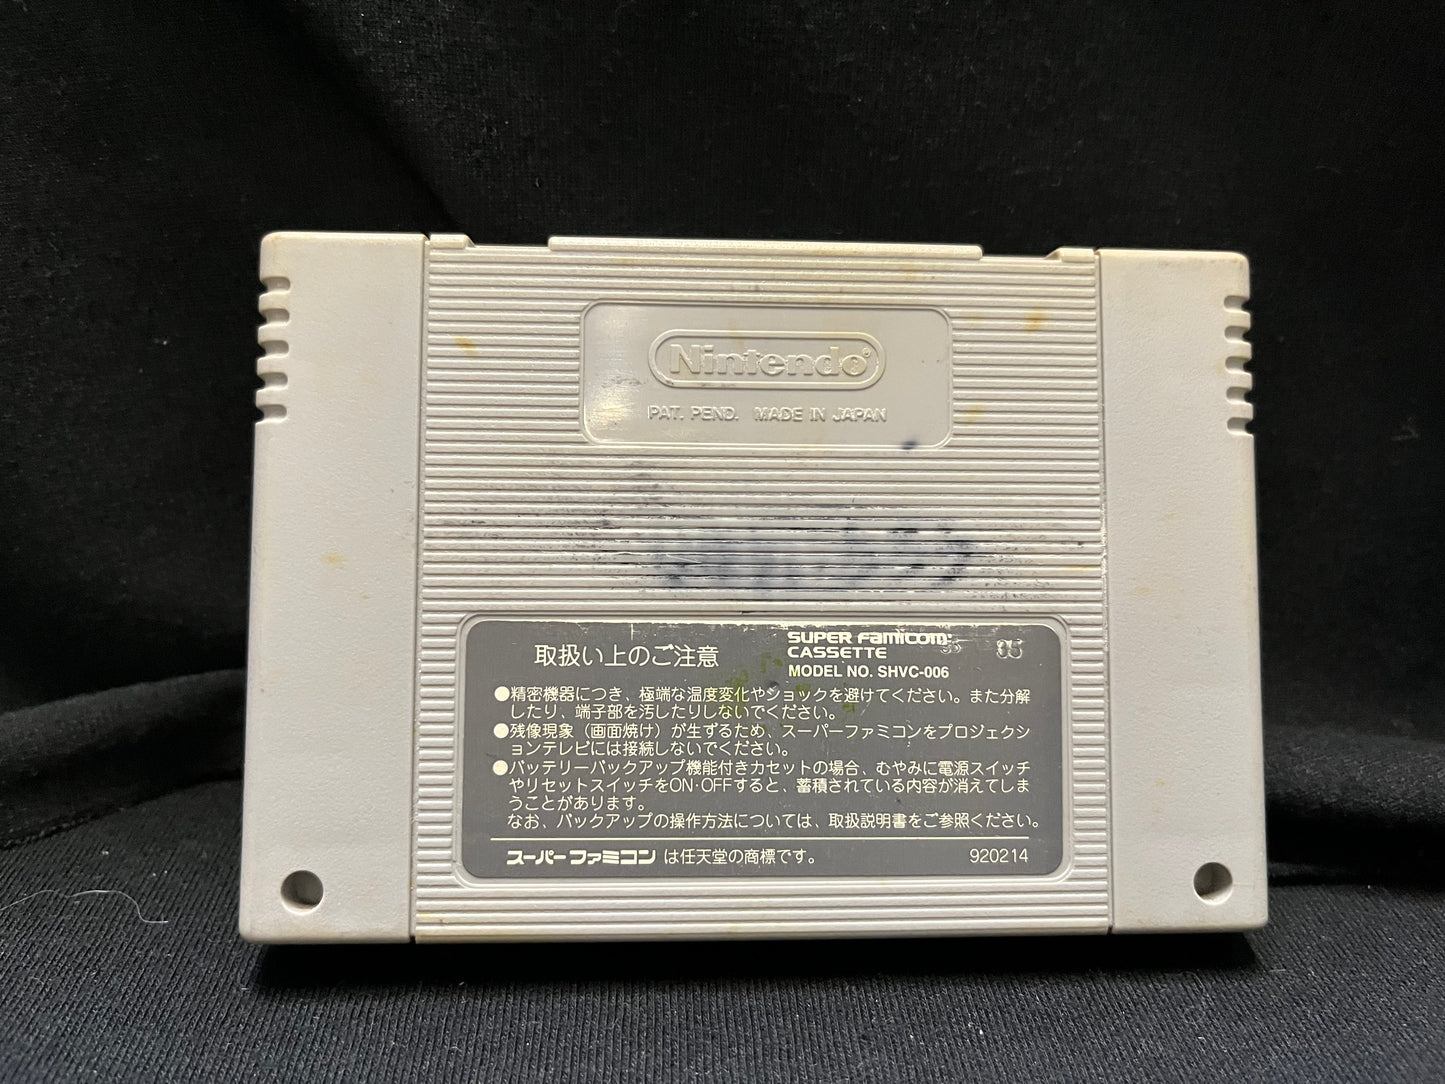 Nintendo®
PAT. PEND. MADE IN JAPAN
取扱い上のご注意
SUPER FAMICOM
CASSETTE
MODEL NO. SHVC-006
●精密機器につき、極端な温度変化やショックを避けてください。また分解
したり、端子部を汚したりしないでください。
●残像現象（画面焼け）が生ずるため、スーパーファミコンをプロジェクシ
ョンテレビには接続しないでください。
●バッテリーバックアップ機能付きカセットの場合、むやみに電源スイッチ
やリセットスイッチをON·OFFすると、蓄積されている内容が消えてしま
うことがあります。
なお、バックアップの操作方法については、取扱説明書をご参照ください。
スーパーファミコン は任天堂の商標です。
920214